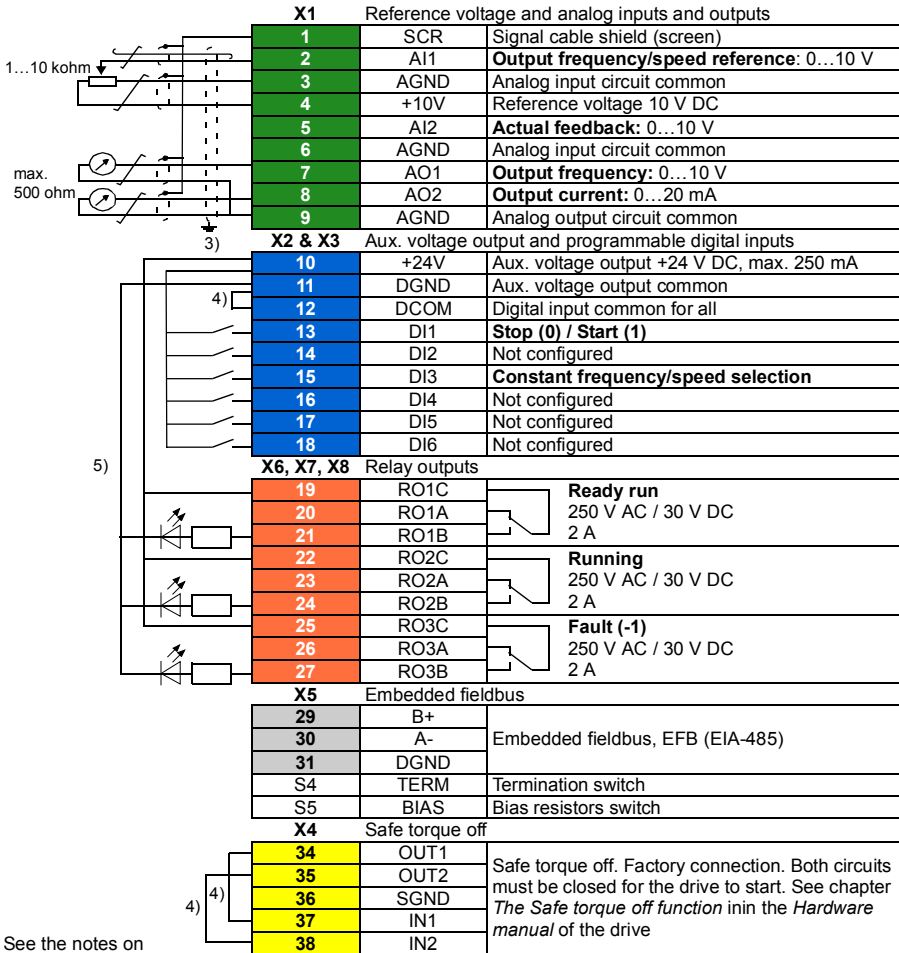 X1 Reference voltage and analog inputs and outputs
1 SCR Signal cable shield (screen)
1…10 kohm 2 AI1 Output frequency/speed reference: 0…10 V
3 AGND Analog input circuit common
4 +10V Reference voltage 10 V DC
5 AI2 Actual feedback: 0…10 V
6 AGND Analog input circuit common
max. 7 AO1 Output frequency: 0…10 V
500 ohm 8 AO2 Output current: 0…20 mA
9 AGND Analog output circuit common
3) X2 & X3 Aux. voltage output and programmable digital inputs
10 +24V Aux. voltage output +24 V DC, max. 250 mA
11 DGND Aux. voltage output common
4) 12 DCOM Digital input common for all
13 DI1 Stop (0) / Start (1)
14 DI2 Not configured
15 DI3 Constant frequency/speed selection
16 DI4 Not configured
17 DI5 Not configured
18 DI6 Not configured
5) X6, X7, X8 Relay outputs
19 RO1C Ready run
20 RO1A 250 V AC / 30 V DC
21 RO1B 2 A
22 RO2C Running
23 RO2A 250 V AC / 30 V DC
24 RO2B 2 A
25 RO3C Fault (-1)
26 RO3A 250 V AC / 30 V DC
27 RO3B 2 A
X5 Embedded fieldbus
29 B+
30 A- Embedded fieldbus, EFB (EIA-485)
31 DGND
S4 TERM Termination switch
S5 BIAS Bias resistors switch
X4 Safe torque off
34 OUT1 Safe torque off. Factory connection. Both circuits
35 OUT2 must be closed for the drive to start. See chapter
4) 4) 36 SGND The Safe torque off function inin the Hardware
37 IN1 manual of the drive
See the notes on 38 IN2